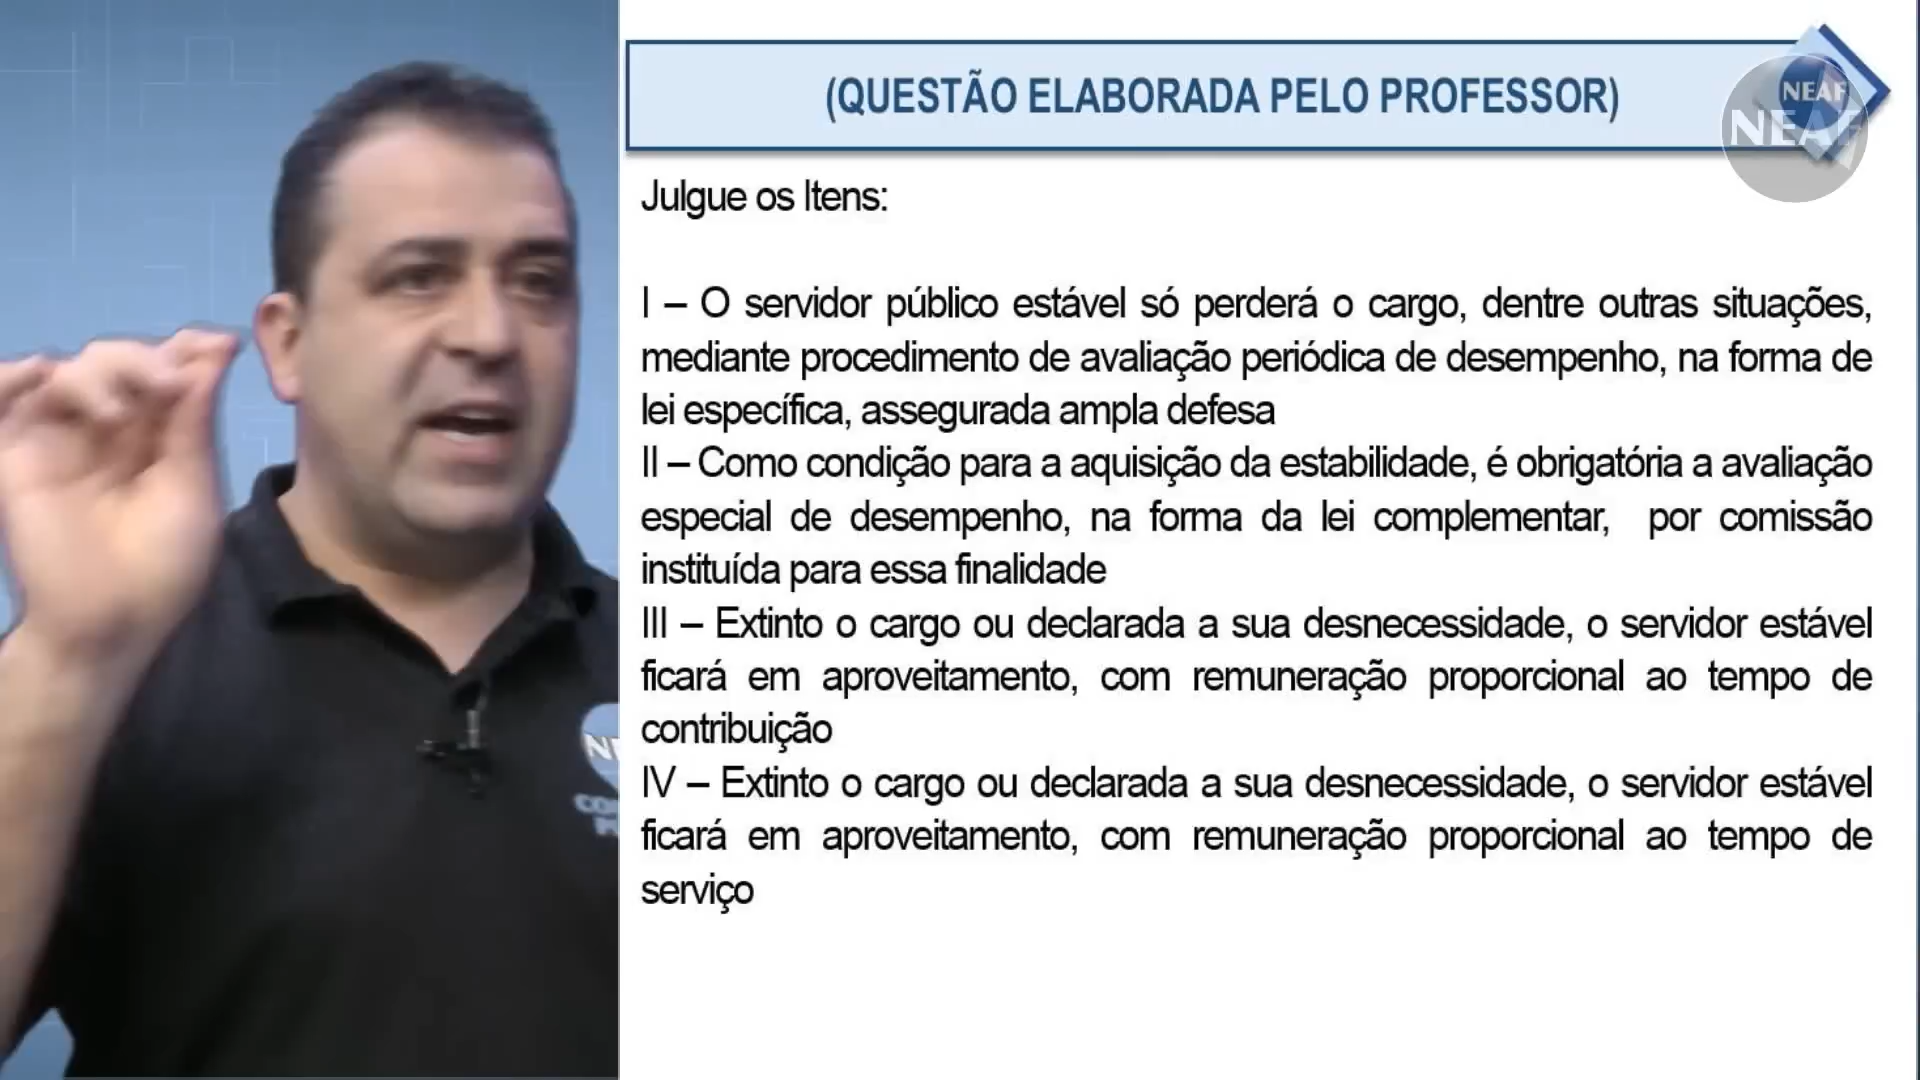 (QUESTÃO ELABORADA PELO PROFESSOR)
NEAF
NEAF
Julgue os Itens:
I – O servidor público estável só perderá o cargo, dentre outras situações,
mediante procedimento de avaliação periódica de desempenho, na forma de
lei específica, assegurada ampla defesa
II – Como condição para a aquisição da estabilidade, é obrigatória a avaliação
especial de desempenho, na forma da lei complementar, por comissão
instituída para essa finalidade
III – Extinto o cargo ou declarada a sua desnecessidade, o servidor estável
ficará em aproveitamento, com remuneração proporcional ao tempo de
contribuição
IV – Extinto o cargo ou declarada a sua desnecessidade, o servidor estável
ficará em aproveitamento, com remuneração proporcional ao tempo de
serviço